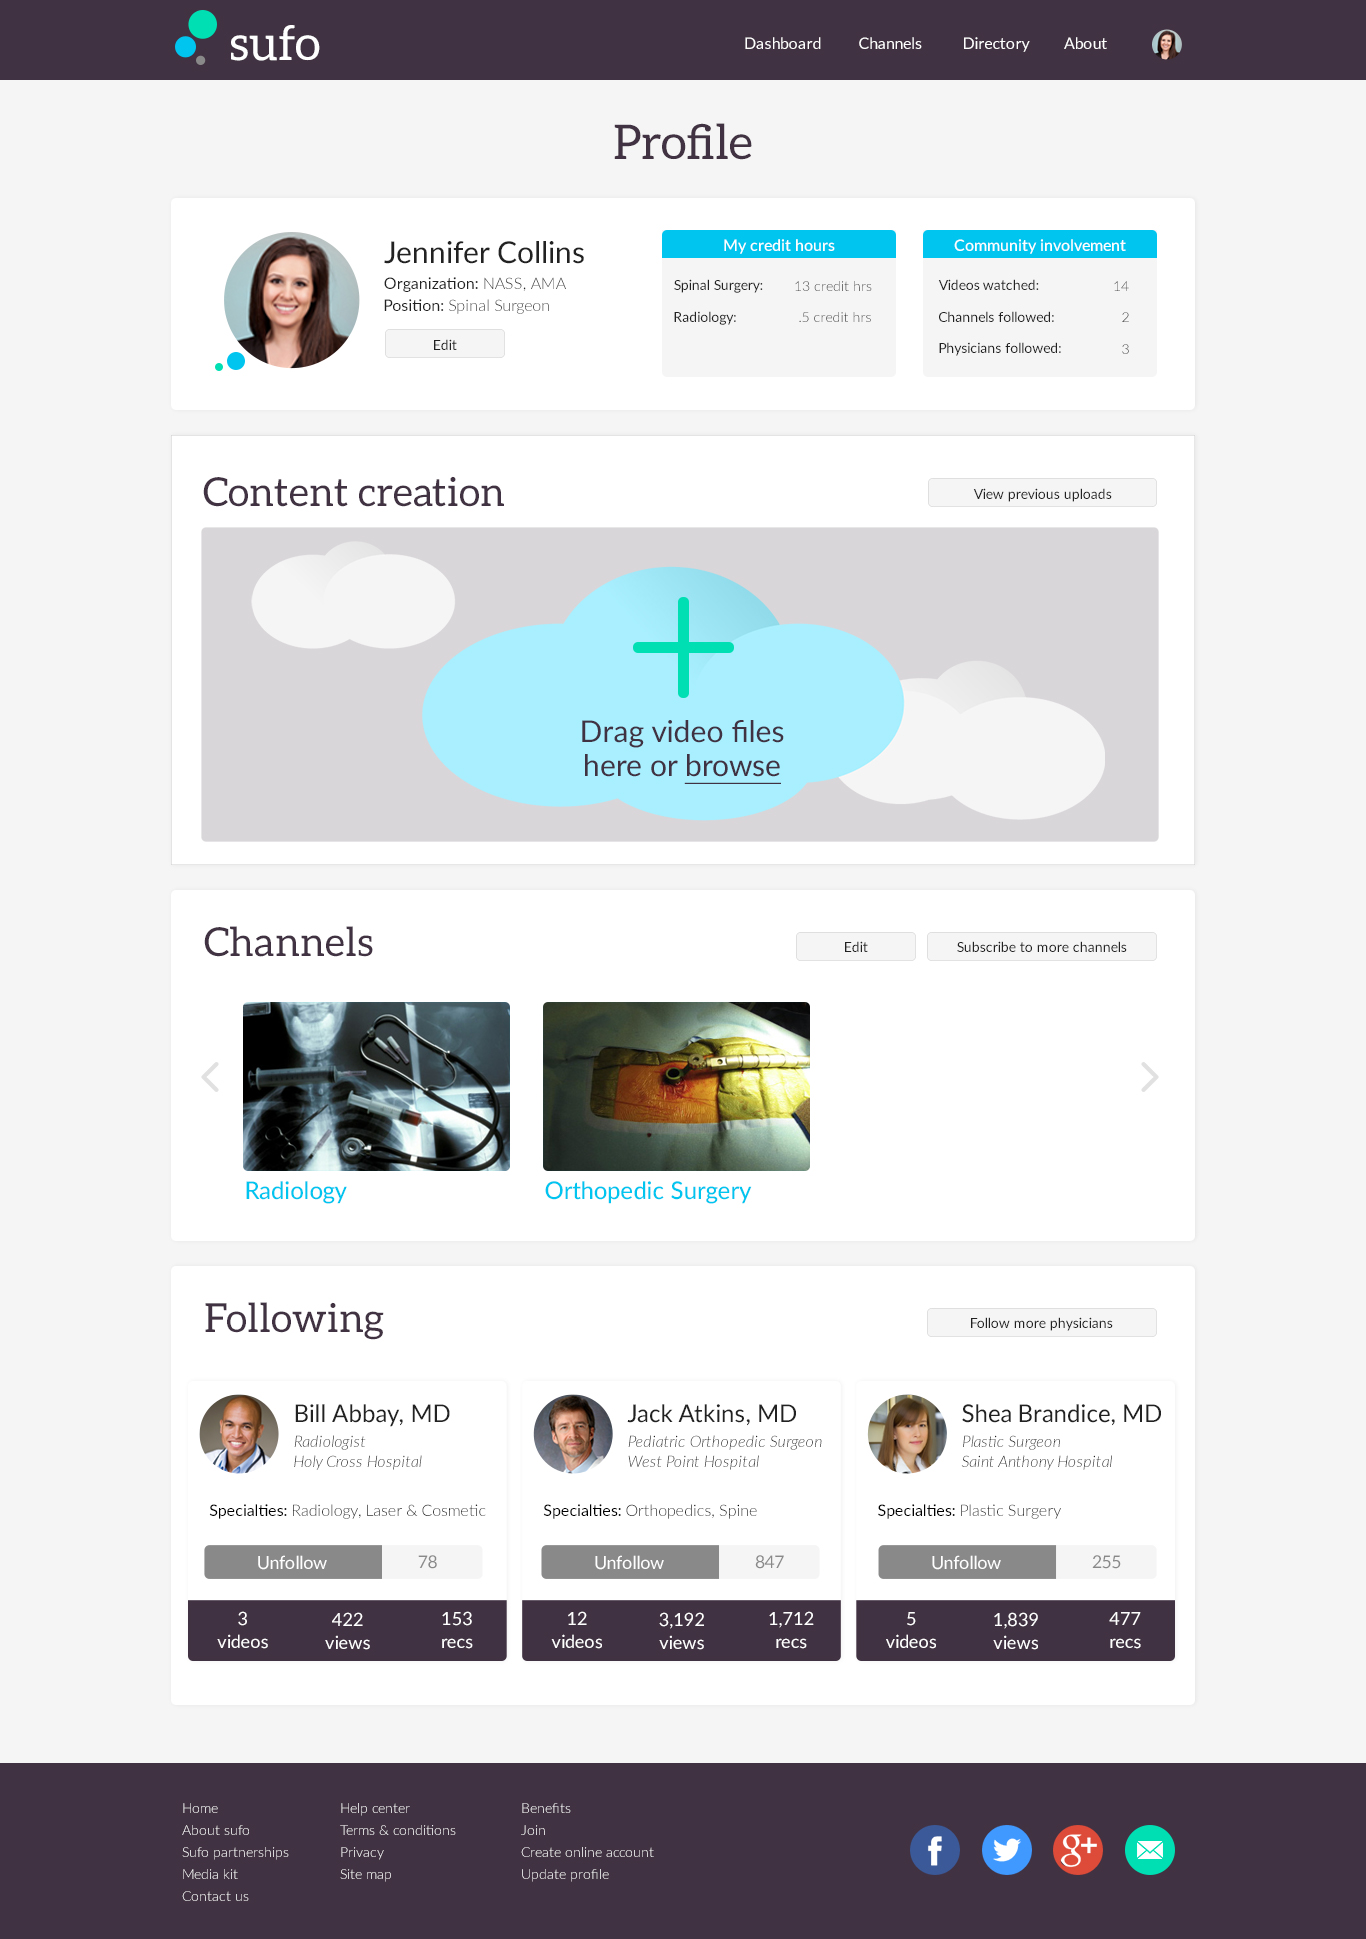 sufo
Dashboard Channels Directory About
Profile
Jennifer Collins
Organization: NASS, AMA
Position: Spinal Surgeon
Edit
My credit hours
Spinal Surgery: 13 credit hrs
Radiology: .5 credit hrs
Community involvement
Videos watched: 14
Channels followed: 2
Physicians followed: 3
Content creation
View previous uploads
Drag video files
here or browse
Channels
Edit
Subscribe to more channels
Radiology
Orthopedic Surgery
Following
Follow more physicians
Bill Abbay, MD
Radiologist
Holy Cross Hospital
Specialties: Radiology, Laser & Cosmetic
Unfollow 78
3 422 153
videos views recs
Jack Atkins, MD
Pediatric Orthopedic Surgeon
West Point Hospital
Specialties: Orthopedics, Spine
Unfollow 847
12 3,192 1,712
videos views recs
Shea Brandice, MD
Plastic Surgeon
Saint Anthony Hospital
Specialties: Plastic Surgery
Unfollow 255
5 1,839 477
videos views recs
Home
About sufo
Sufo partnerships
Media kit
Contact us
Help center
Terms & conditions
Privacy
Site map
Benefits
Join
Create online account
Update profile
f
g+